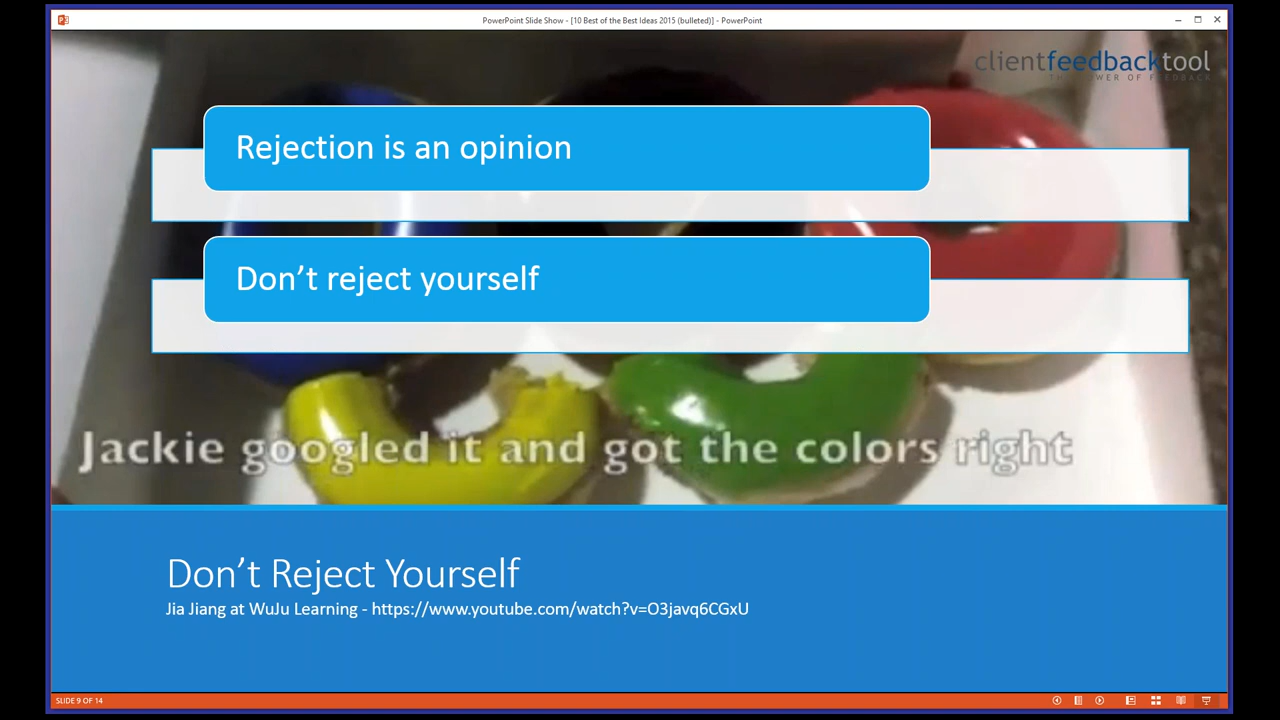 PowerPoint Slide Show - [10 Best of the Best Ideas 2015 (bulleted)] - PowerPoint
clientfeedbacktool
THE POWER OF FEEDBACK
Rejection is an opinion
Don’t reject yourself
Jackie googled it and got the colors right
Don’t Reject Yourself
Jia Jiang at WuJu Learning - https://www.youtube.com/watch?v=O3javq6CGxU
SLIDE 9 OF 14